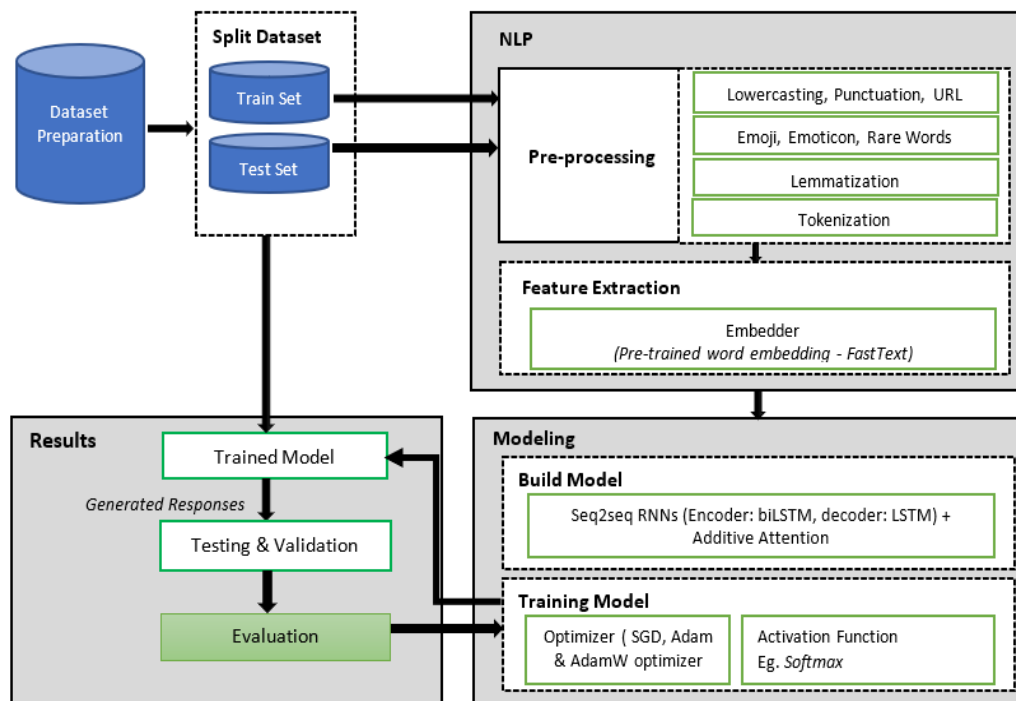 Dataset
Preparation
Split Dataset
Train Set
Test Set
NLP
Pre-processing
Lowercasting, Punctuation, URL
Emoji, Emoticon, Rare Words
Lemmatization
Tokenization
Feature Extraction
Embedder
(Pre-trained word embedding - FastText)
Results
Trained Model
Generated Responses
Testing & Validation
Evaluation
Modeling
Build Model
Seq2seq RNNs (Encoder: biLSTM, decoder: LSTM) +
Additive Attention
Training Model
Optimizer ( SGD, Adam
& AdamW optimizer
Activation Function
Eg. Softmax